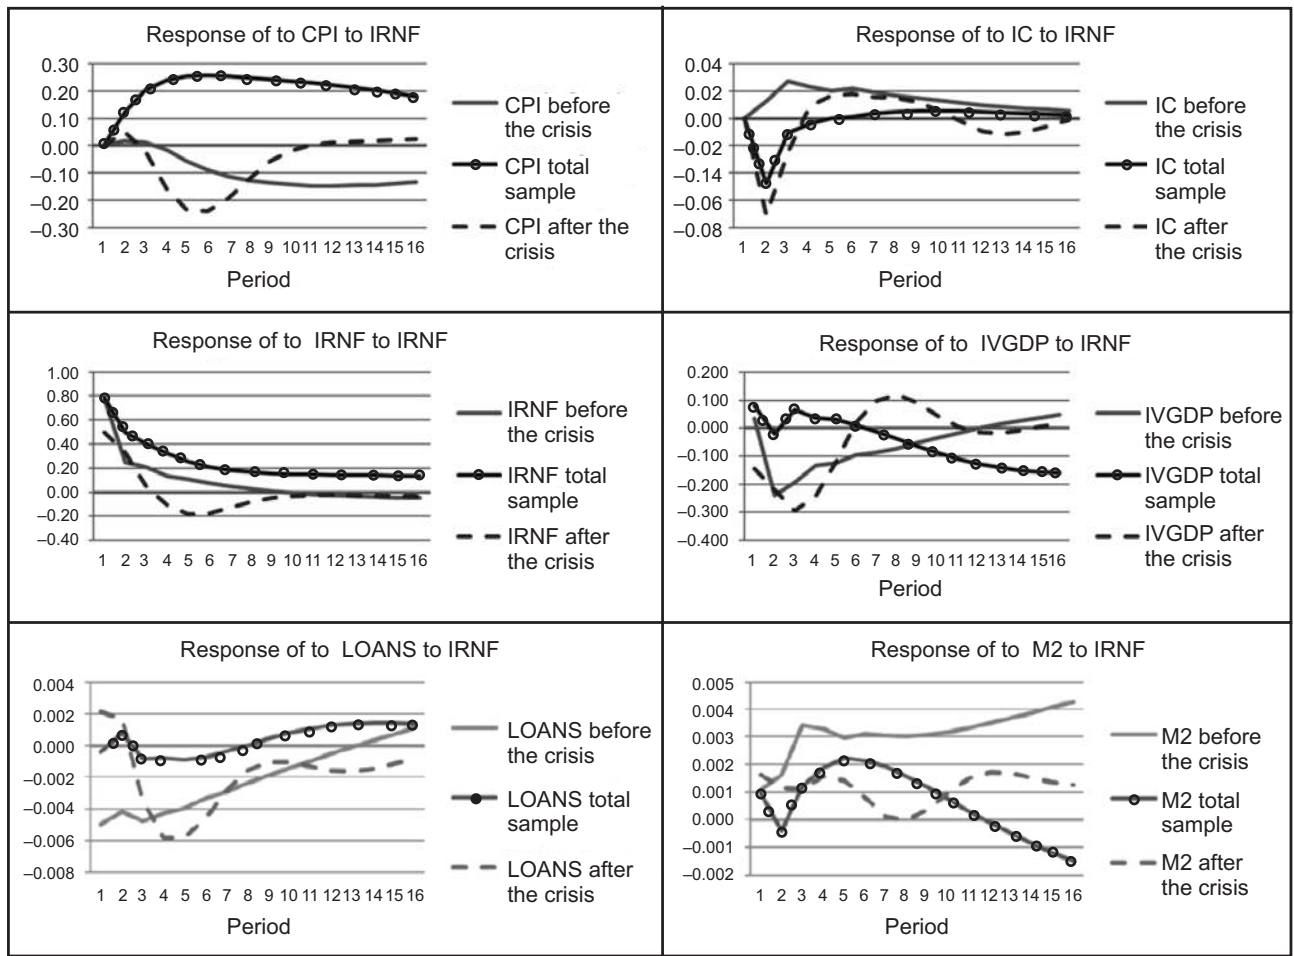 Response of to CPI to IRNF
0.30
0.20
0.10
0.00
–0.10
–0.20
–0.30
1 2 3 4 5 6 7 8 9 10 11 12 13 14 15 16
Period
CPI before
the crisis
CPI total
sample
CPI after the
crisis
Response of to IC to IRNF
0.04
0.02
0.00
–0.02
–0.14
–0.06
–0.08
1 2 3 4 5 6 7 8 9 10 11 12 13 14 15 16
Period
IC before
the crisis
IC total
sample
IC after
the crisis
Response of to IRNF to IRNF
1.00
0.80
0.60
0.40
0.20
0.00
–0.20
–0.40
1 2 3 4 5 6 7 8 9 10 11 12 13 14 15 16
IRNF before
the crisis
IRNF total
sample
IRNF after
the crisis
Response of to IVGDP to IRNF
0.200
0.100
0.000
–0.100
–0.200
–0.300
–0.400
1 2 3 4 5 6 7 8 9 10 11 12 13 14 15 16
Period
IVGDP before
the crisis
IVGDP total
sample
IVGDP after
the crisis
Response of to LOANS to IRNF
0.004
0.002
0.000
–0.002
–0.004
–0.006
–0.008
1 2 3 4 5 6 7 8 9 10 11 12 13 14 15 16
Period
LOANS before
the crisis
LOANS total
sample
LOANS after
the crisis
Response of to M2 to IRNF
0.005
0.004
0.003
0.002
0.001
0.000
–0.001
–0.002
1 2 3 4 5 6 7 8 9 10 11 12 13 14 15 16
Period
M2 before
the crisis
M2 total
sample
M2 after
the crisis